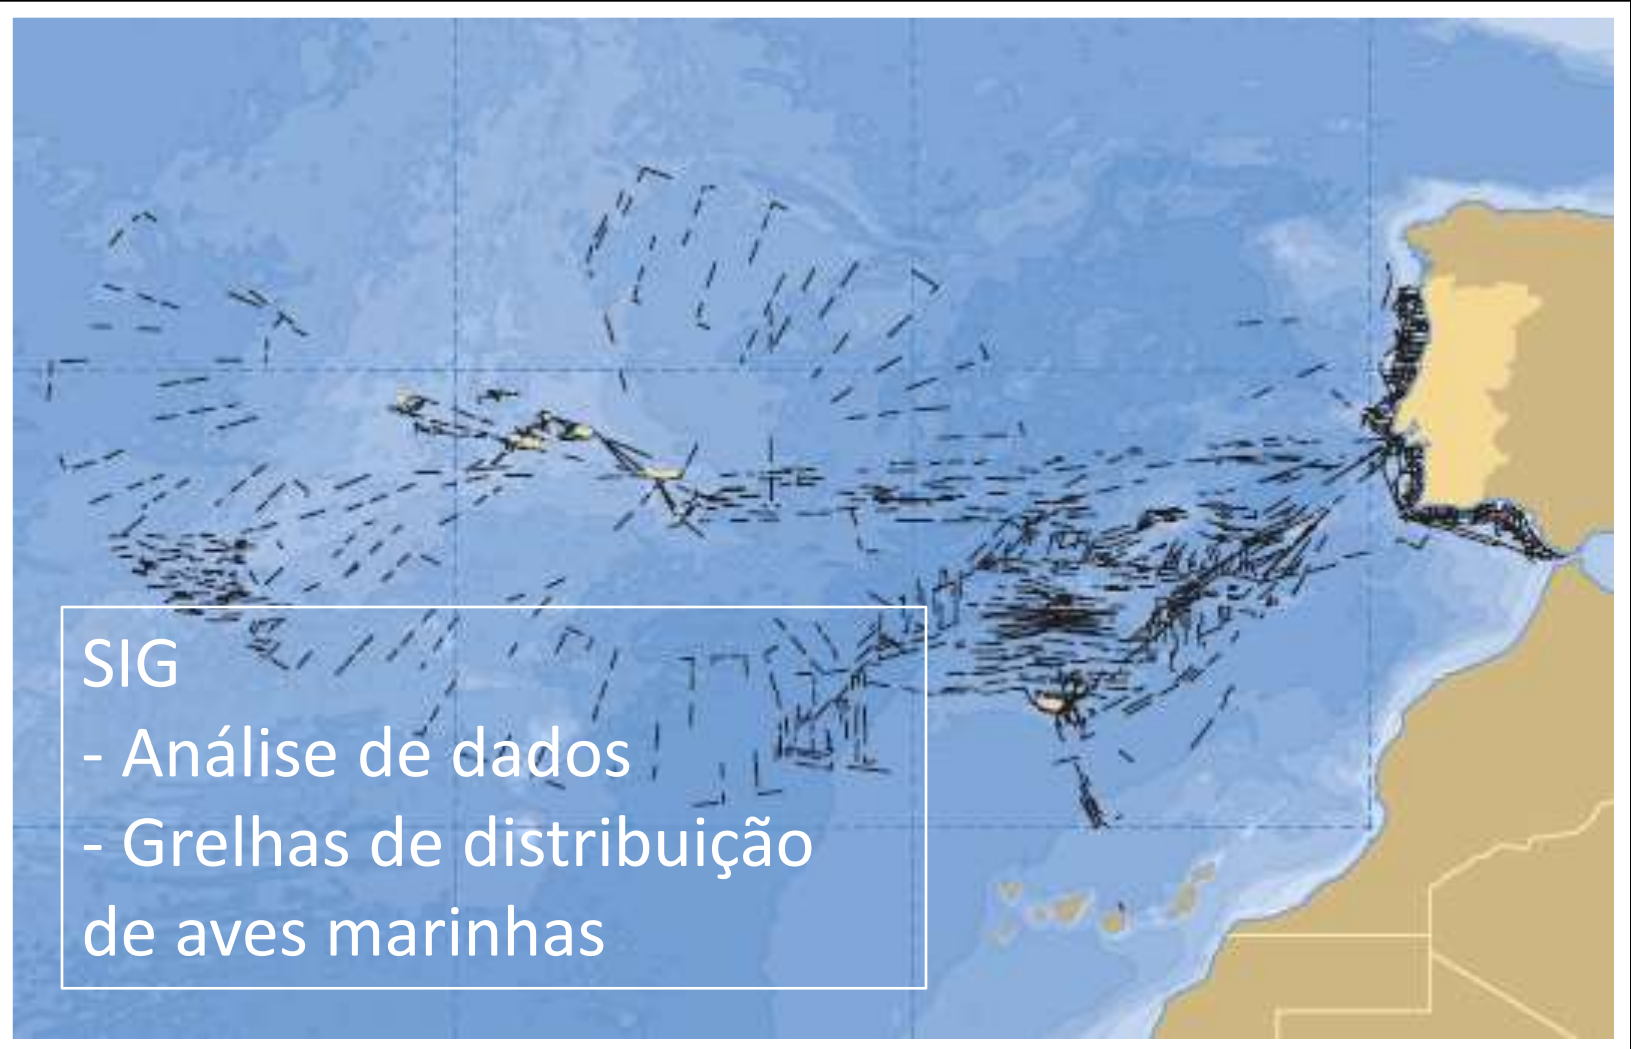 SIG
- Análise de dados
- Grelhas de distribuição
de aves marinhas